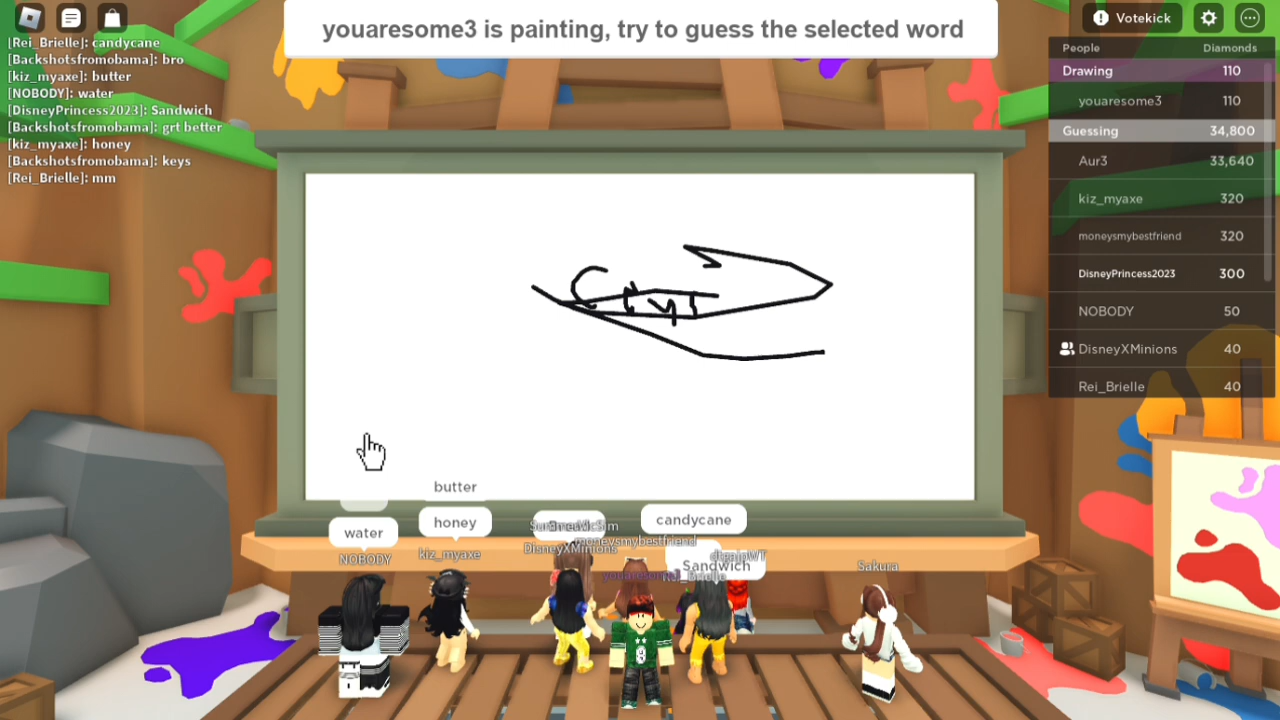 youaresome3 is painting, try to guess the selected word
[Rei_Brielle]: candycane
[Backshotsfromobama]: bro
[kiz_myaxe]: butter
[NOBODY]: water
[DisneyPrincess2023]: Sandwich
[Backshotsfromobama]: grt better
[kiz_myaxe]: honey
[Backshotsfromobama]: keys
[Rei_Brielle]: mm
Votekick
People Diamonds
Drawing 110
youaresome3 110
Guessing 34,800
Aur3 33,640
kiz_myaxe 320
moneysmybestfriend 320
DisneyPrincess2023 300
NOBODY 50
DisneyXMinions 40
Rei_Brielle 40
butter
water
honey
candycane
NOBODY
kiz_myaxe
DisneyXMinions
moneysmybestfriend
Sandwich
youaresome3
Sakura